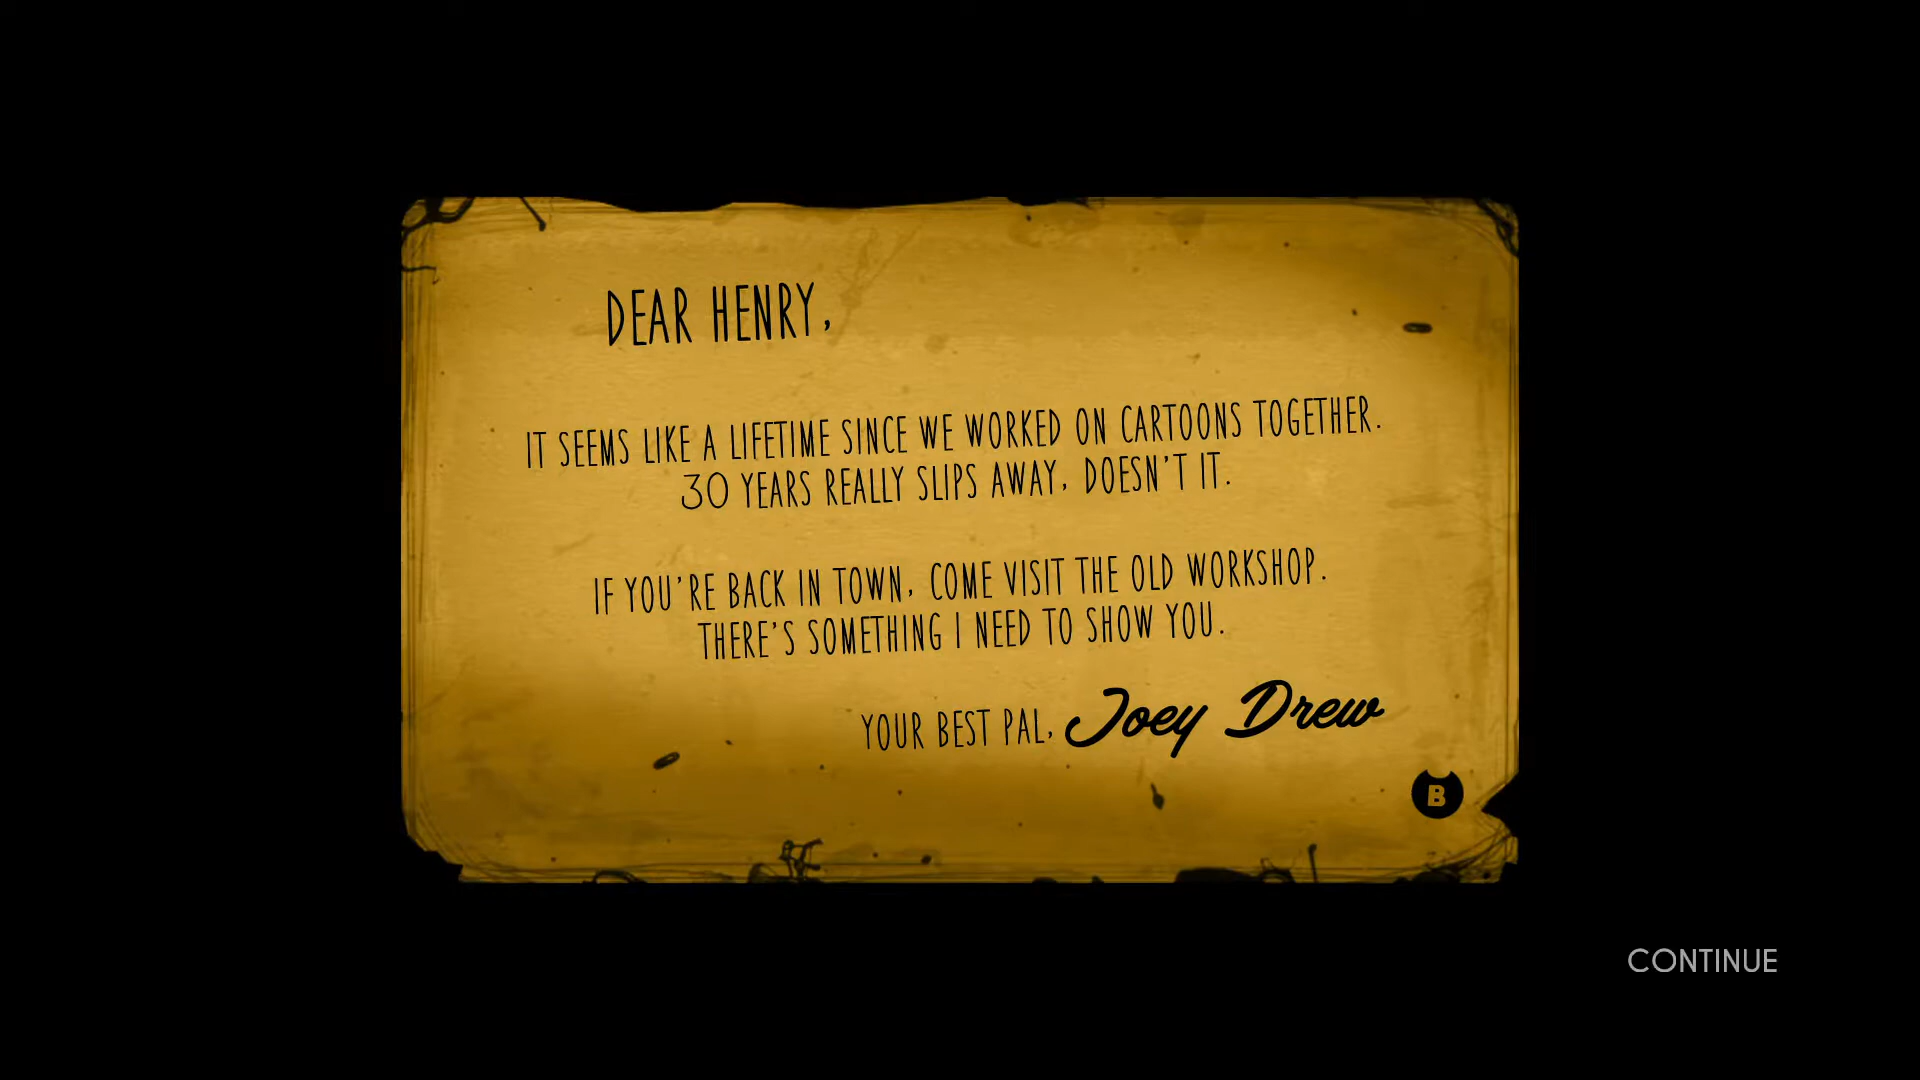 DEAR HENRY,
IT SEEMS LIKE A LIFETIME SINCE WE WORKED ON CARTOONS TOGETHER.
30 YEARS REALLY SLIPS AWAY, DOESN'T IT.
IF YOU'RE BACK IN TOWN, COME VISIT THE OLD WORKSHOP.
THERE'S SOMETHING I NEED TO SHOW YOU.
YOUR BEST PAL, Joey Drew
B
CONTINUE